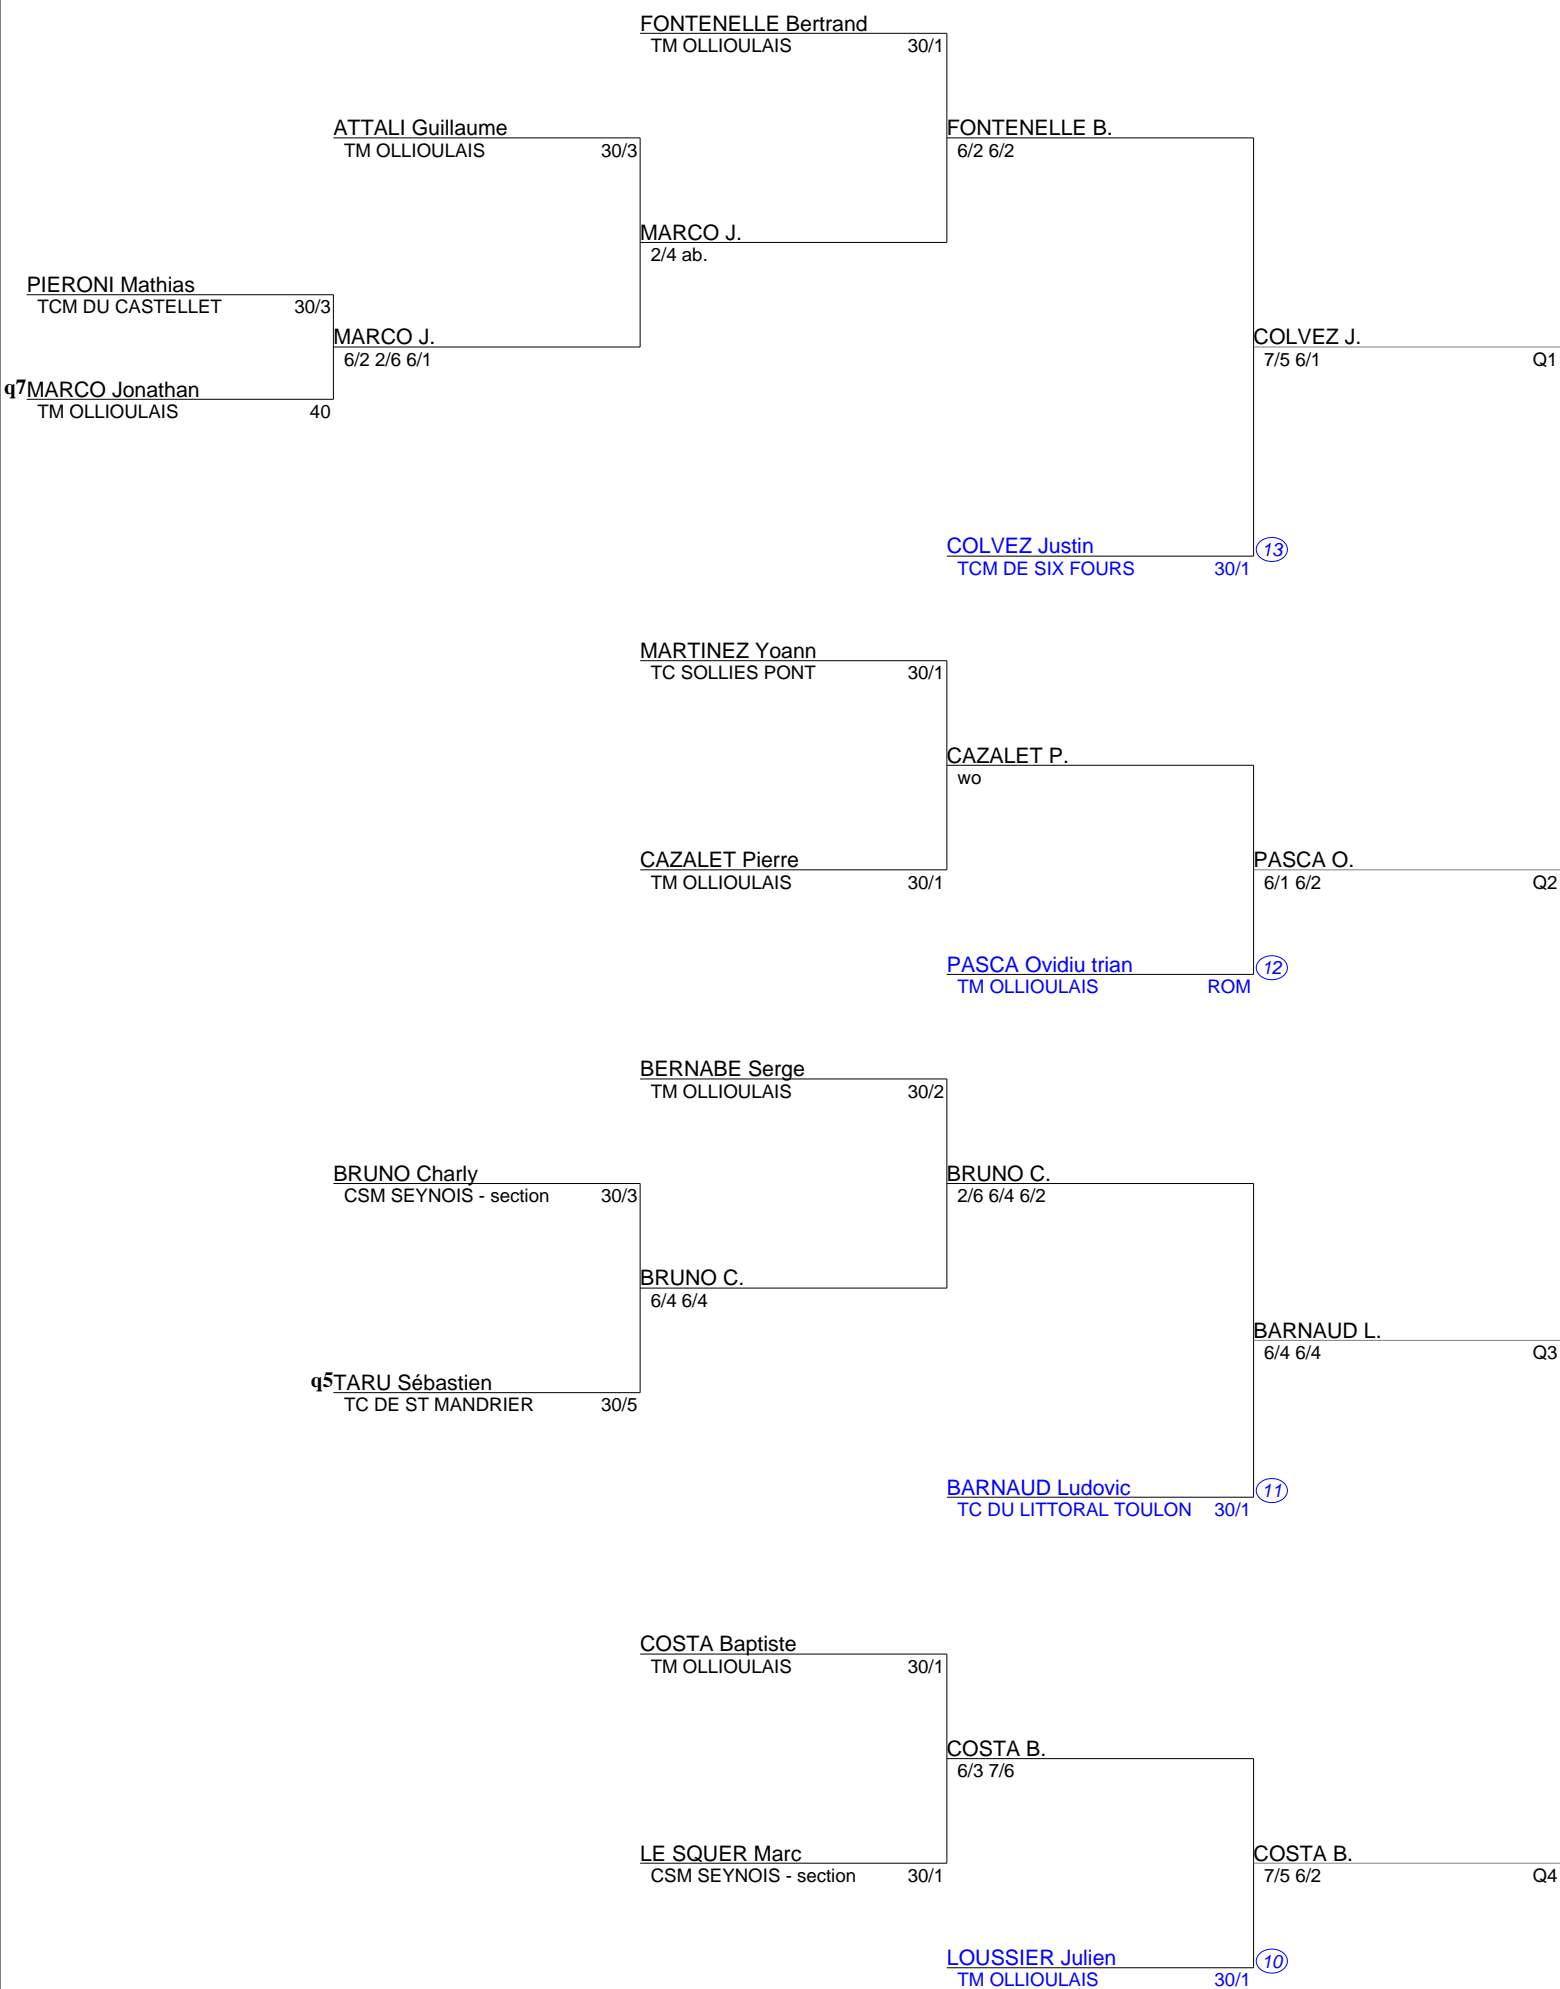 FONTENELLE Bertrand
TM OLLIOULAIS 30/1
ATTALI Guillaume
TM OLLIOULAIS 30/3
FONTENELLE B.
6/2 6/2
MARCO J.
2/4 ab.
PIERONI Mathias
TCM DU CASTELLET 30/3
MARCO J.
6/2 2/6 6/1
COLVEZ J.
7/5 6/1 Q1
q7 MARCO Jonathan
TM OLLIOULAIS 40
COLVEZ Justin 13
TCM DE SIX FOURS 30/1
MARTINEZ Yoann
TC SOLLIES PONT 30/1
CAZALET P.
wo
CAZALET Pierre
TM OLLIOULAIS 30/1
PASCA O.
6/1 6/2 Q2
PASCA Ovidiu trian 12
TM OLLIOULAIS ROM
BERNABE Serge
TM OLLIOULAIS 30/2
BRUNO Charly
CSM SEYNOIS - section 30/3
BRUNO C.
2/6 6/4 6/2
BRUNO C.
6/4 6/4
BARNAUD L.
6/4 6/4 Q3
q5 TARU Sébastien
TC DE ST MANDRIER 30/5
BARNAUD Ludovic 11
TC DU LITTORAL TOULON 30/1
COSTA Baptiste
TM OLLIOULAIS 30/1
COSTA B.
6/3 7/6
LE SQUER Marc
CSM SEYNOIS - section 30/1
COSTA B.
7/5 6/2 Q4
LOUSSIER Julien 10
TM OLLIOULAIS 30/1